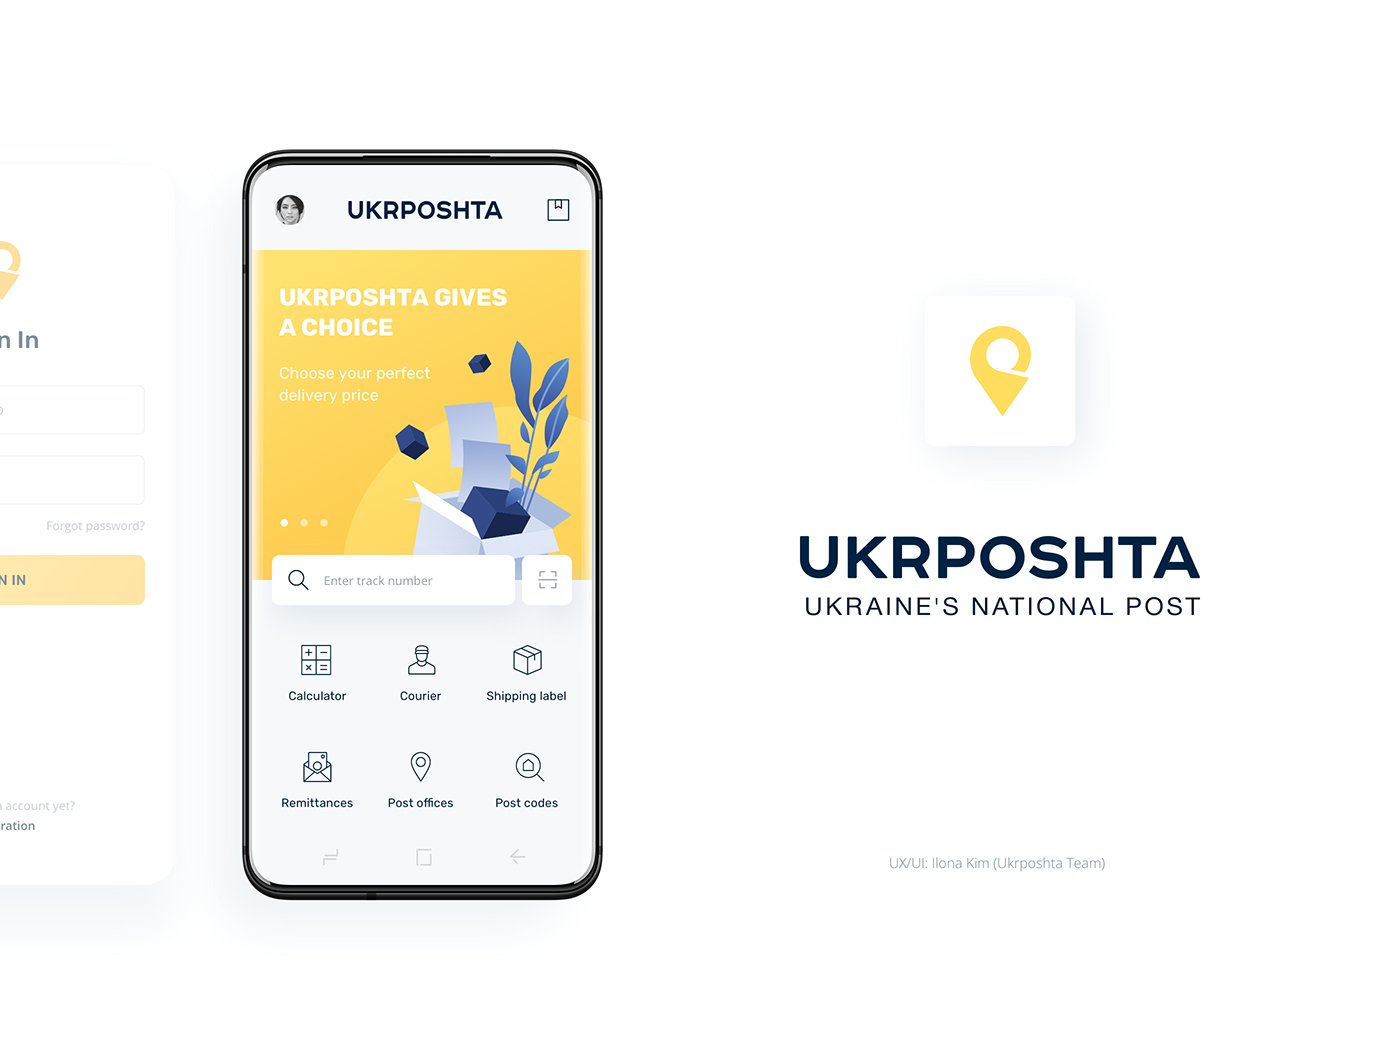 n In
Forgot password?
N IN
account yet?
ration
UKRPOSHTA
UKRPOSHTA GIVES
A CHOICE
Choose your perfect
delivery price
Enter track number
Calculator
Courier
Shipping label
Remittances
Post offices
Post codes
UKRPOSHTA
UKRAINE'S NATIONAL POST
UX/UI: Ilona Kim (Ukrposhta Team)